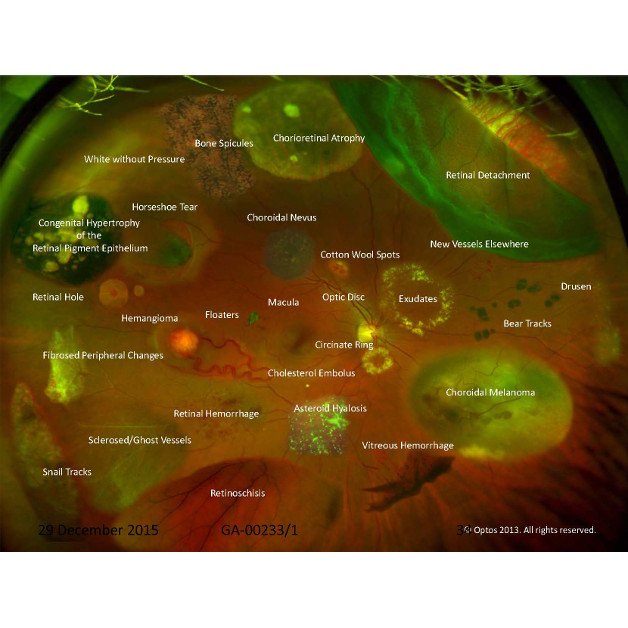 Bone Spicules
Chorioretinal Atrophy
White without Pressure
Retinal Detachment
Horseshoe Tear
Choroidal Nevus
Congenital Hypertrophy
of the
Retinal Pigment Epithelium
New Vessels Elsewhere
Cotton Wool Spots
Drusen
Retinal Hole
Macula
Optic Disc
Exudates
Hemangioma
Floaters
Bear Tracks
Circinate Ring
Fibrosed Peripheral Changes
Cholesterol Embolus
Choroidal Melanoma
Retinal Hemorrhage
Asteroid Hyalosis
Sclerosed/Ghost Vessels
Vitreous Hemorrhage
Snail Tracks
Retinoschisis
29 December 2015
GA-00233/1
© Optos 2013. All rights reserved.